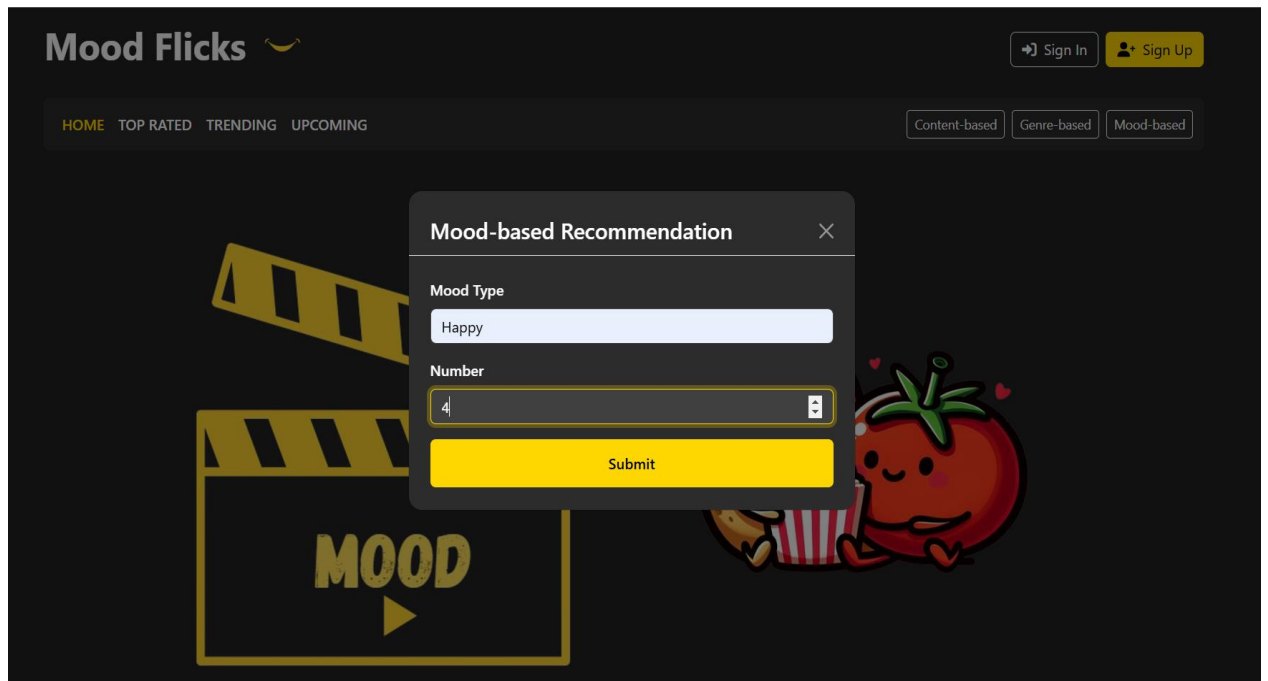 Mood Flicks
Sign In
Sign Up
HOME TOP RATED TRENDING UPCOMING
Content-based
Genre-based
Mood-based
Mood-based Recommendation
Mood Type
Happy
Number
4
Submit
MOOD